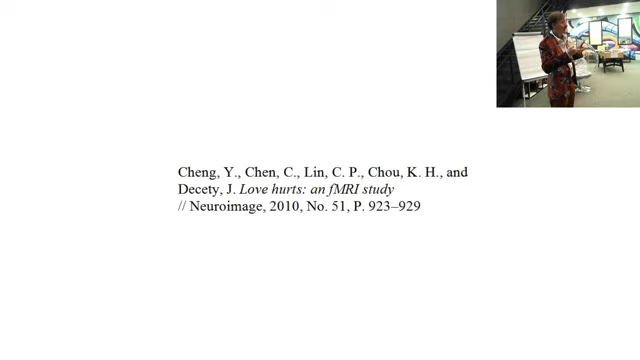 Cheng, Y., Chen, C., Lin, C. P., Chou, K. H., and
Decety, J. Love hurts: an fMRI study
// Neuroimage, 2010, No. 51, P. 923–929